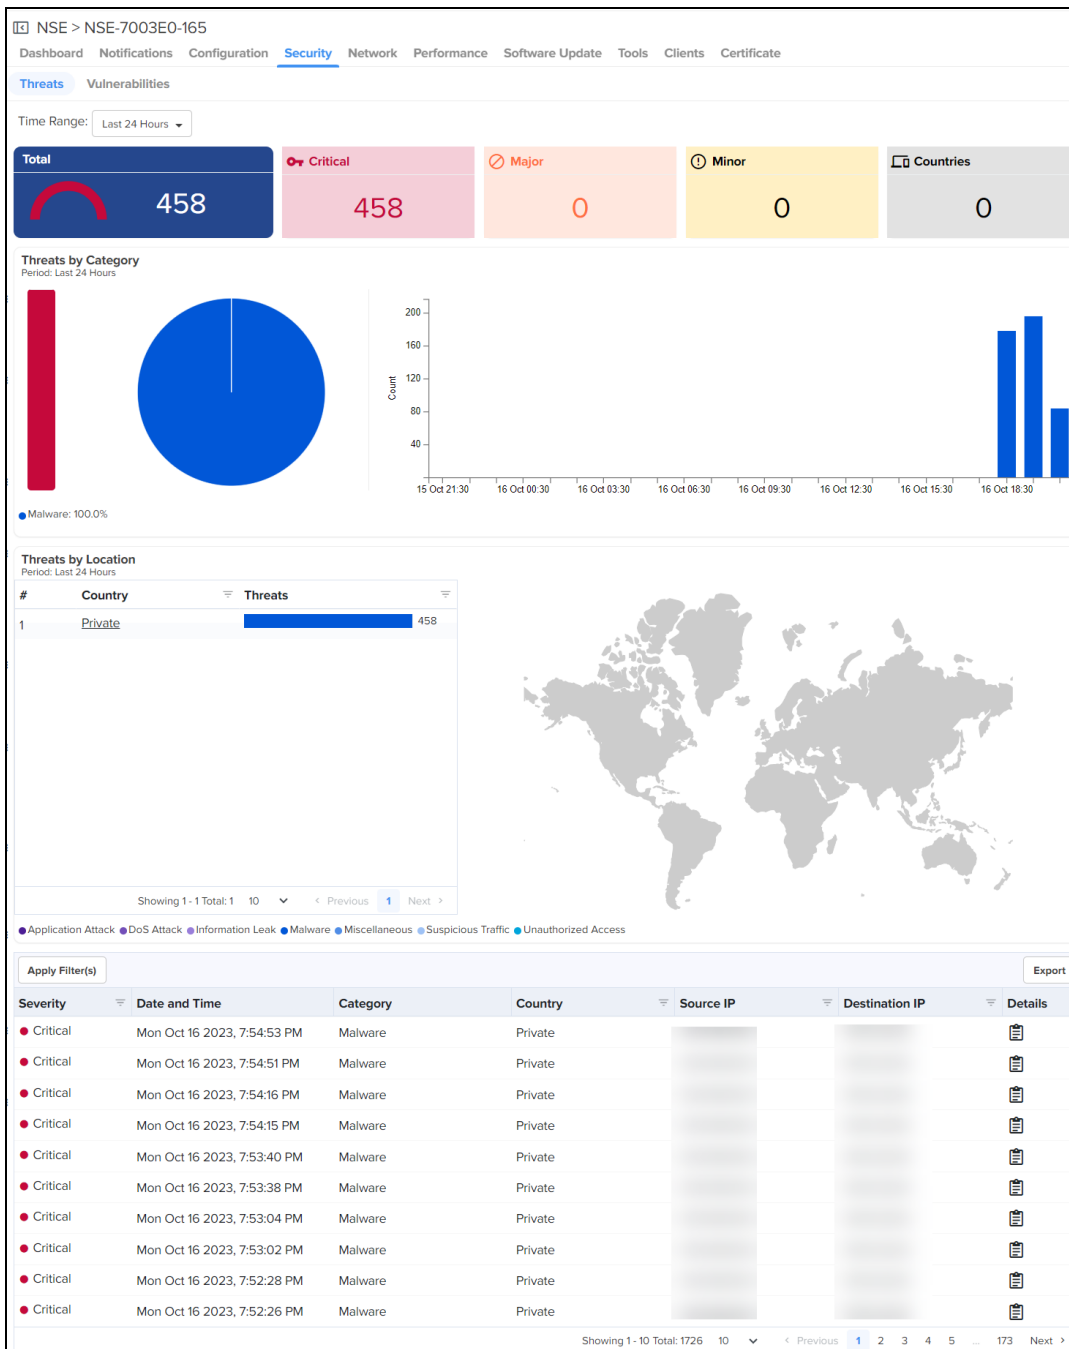 NSE > NSE-7003E0-165
Dashboard Notifications Configuration Security Network Performance Software Update Tools Clients Certificate
Threats Vulnerabilities
Time Range: Last 24 Hours
Total
458
Critical
458
Major
0
Minor
0
Countries
0
Threats by Category
Period: Last 24 Hours
200
160
120
80
40
Count
15 Oct 21:30 16 Oct 00:30 16 Oct 03:30 16 Oct 06:30 16 Oct 09:30 16 Oct 12:30 16 Oct 15:30 16 Oct 18:30
Malware: 100.0%
Threats by Location
Period: Last 24 Hours
# Country Threats
1 Private 458
Showing 1 - 1 Total: 1 10 < Previous 1 Next >
Application Attack DoS Attack Information Leak Malware Miscellaneous Suspicious Traffic Unauthorized Access
Apply Filter(s) Export
Severity Date and Time Category Country Source IP Destination IP Details
Critical Mon Oct 16 2023, 7:54:53 PM Malware Private
Critical Mon Oct 16 2023, 7:54:51 PM Malware Private
Critical Mon Oct 16 2023, 7:54:16 PM Malware Private
Critical Mon Oct 16 2023, 7:54:15 PM Malware Private
Critical Mon Oct 16 2023, 7:53:40 PM Malware Private
Critical Mon Oct 16 2023, 7:53:38 PM Malware Private
Critical Mon Oct 16 2023, 7:53:04 PM Malware Private
Critical Mon Oct 16 2023, 7:53:02 PM Malware Private
Critical Mon Oct 16 2023, 7:52:28 PM Malware Private
Critical Mon Oct 16 2023, 7:52:26 PM Malware Private
Showing 1 - 10 Total: 1726 10 < Previous 1 2 3 4 5 ... 173 Next >